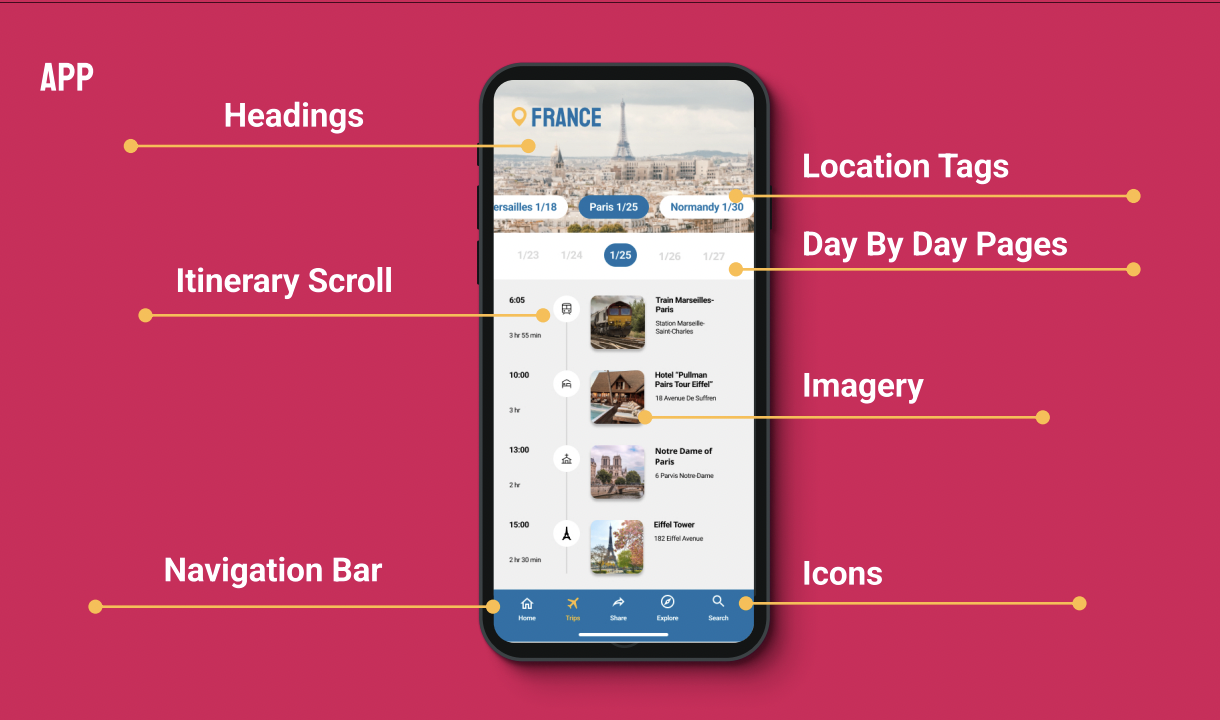 APP
Headings
FRANCE
Location Tags
ersailles 1/18
Paris 1/25
Normandy 1/30
Day By Day Pages
1/23
1/24
1/25
1/26
1/27
Itinerary Scroll
6:05
3 hr 55 min
Train Marseilles-
Paris
Station Marseille-
Saint-Charles
10:00
3 hr
Hotel "Pullman
Pairs Tour Eiffel"
18 Avenue De Suffren
Imagery
13:00
2 hr
Notre Dame of
Paris
6 Parvis Notre-Dame
15:00
2 hr 30 min
Eiffel Tower
182 Eiffel Avenue
Navigation Bar
Icons
Home
Trips
Share
Explore
Search